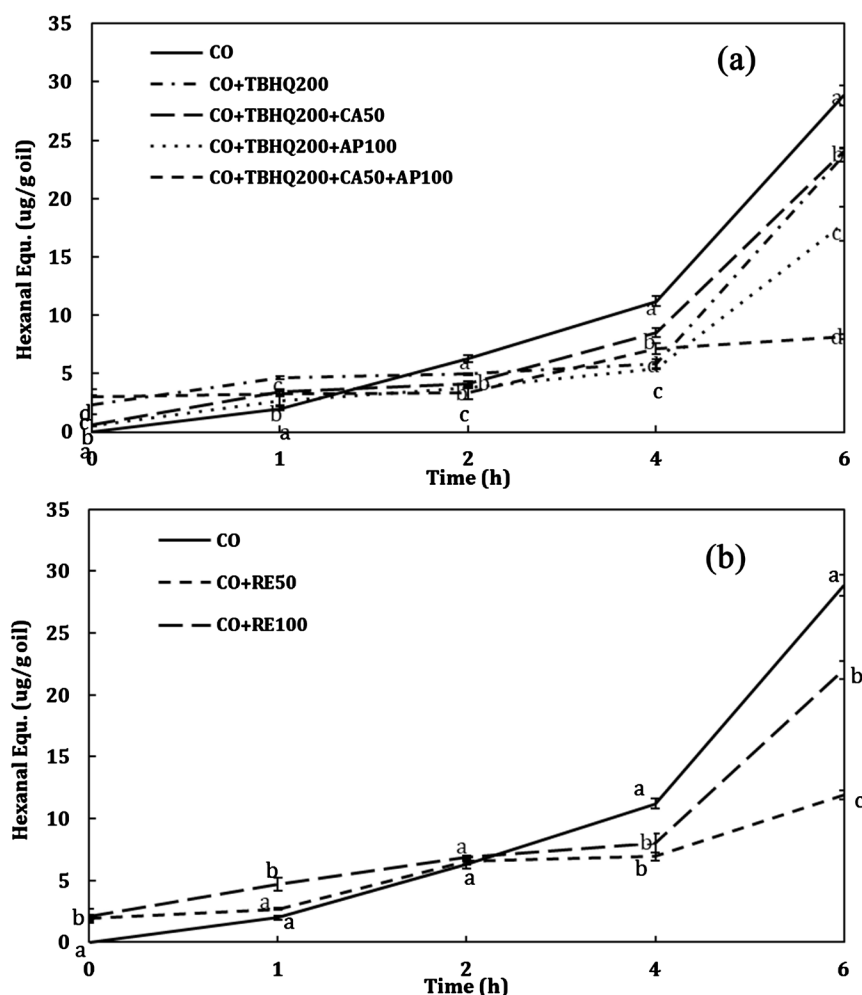 35
(a)
CO
30
a
CO+TBHQ200
25
CO+TBHQ200+CA50
b
CO+TBHQ200+AP100
20
CO+TBHQ200+CA50+AP100
c
15
10
a
b
d
5
a
c
b
d
d
c
b
c
b
c
b
a
a
0
0
1
2
4
6
Time (h)
Hexanal Equ. (ug/g oil)
35
CO
(b)
30
a
CO+RE50
25
CO+RE100
b
20
15
a
c
10
a
b
5
b
a
b
b
a
a
0
a
0
1
2
4
6
Time (h)
Hexanal Equ. (ug/g oil)